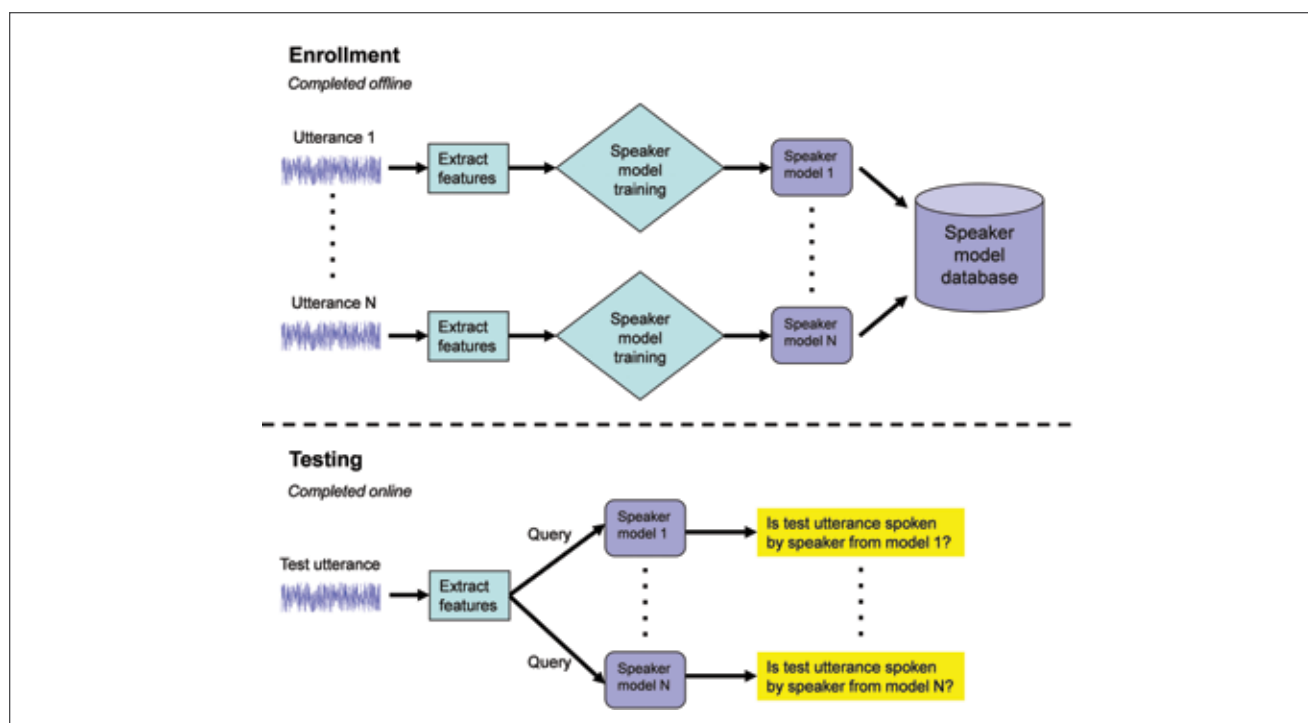 Enrollment
Completed offline
Utterance 1
Extract
features
Speaker
model
training
Speaker
model 1
Speaker
model
database
Utterance N
Extract
features
Speaker
model
training
Speaker
model N
Testing
Completed online
Test utterance
Extract
features
Query
Query
Speaker
model 1
Is test utterance spoken
by speaker from model 1?
Speaker
model N
Is test utterance spoken
by speaker from model N?